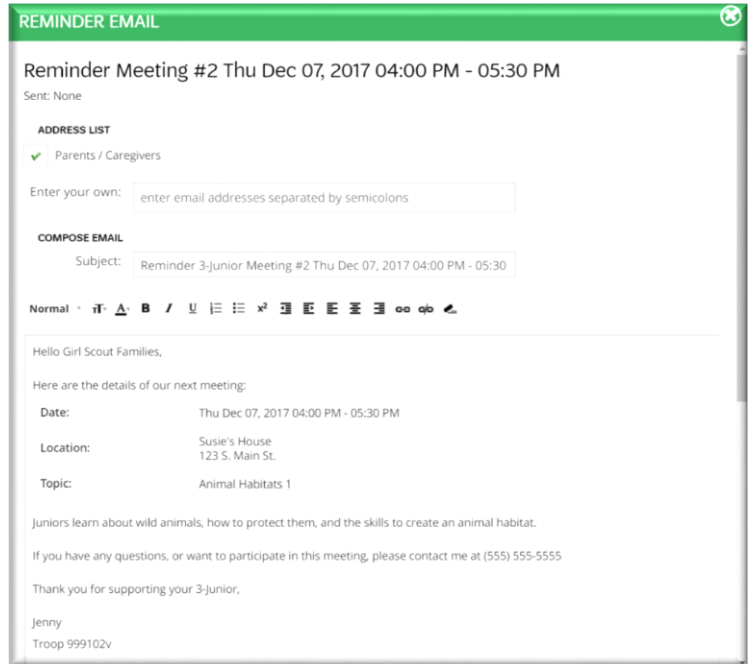 REMINDER EMAIL
Reminder Meeting #2 Thu Dec 07, 2017 04:00 PM - 05:30 PM
Sent: None
ADDRESS LIST
Parents / Caregivers
Enter your own: enter email addresses separated by semicolons
COMPOSE EMAIL
Subject: Reminder 3-Junior Meeting #2 Thu Dec 07, 2017 04:00 PM - 05:30
Normal TT A B I U x²
Hello Girl Scout Families,
Here are the details of our next meeting:
Date: Thu Dec 07, 2017 04:00 PM - 05:30 PM
Location: Susie's House
123 S. Main St.
Topic: Animal Habitats 1
Juniors learn about wild animals, how to protect them, and the skills to create an animal habitat.
If you have any questions, or want to participate in this meeting, please contact me at (555) 555-5555
Thank you for supporting your 3-Junior,
Jenny
Troop 999102v